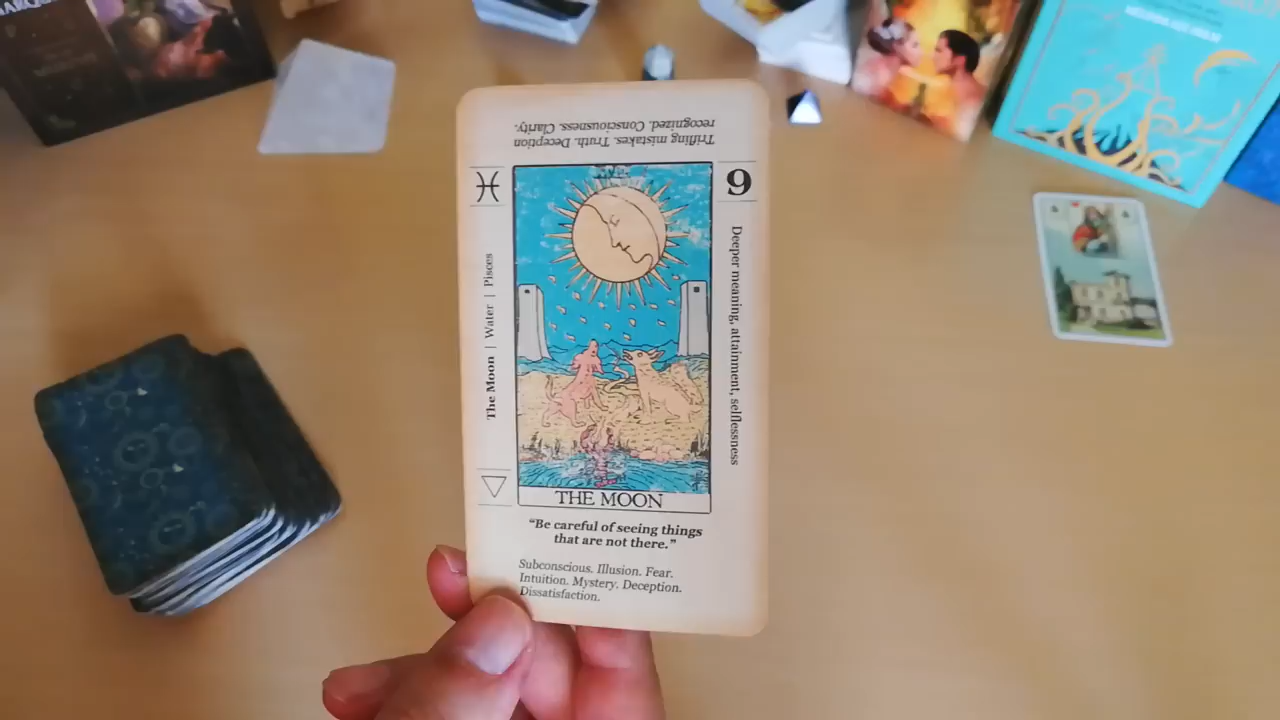 Trifling mistakes. Truth. Deception
recognized. Consciousness. Clarity.
9
The Moon | Water | Pisces
Deeper meaning, attainment, selflessness
THE MOON
“Be careful of seeing things
that are not there.”
Subconscious. Illusion. Fear.
Intuition. Mystery. Deception.
Dissatisfaction.